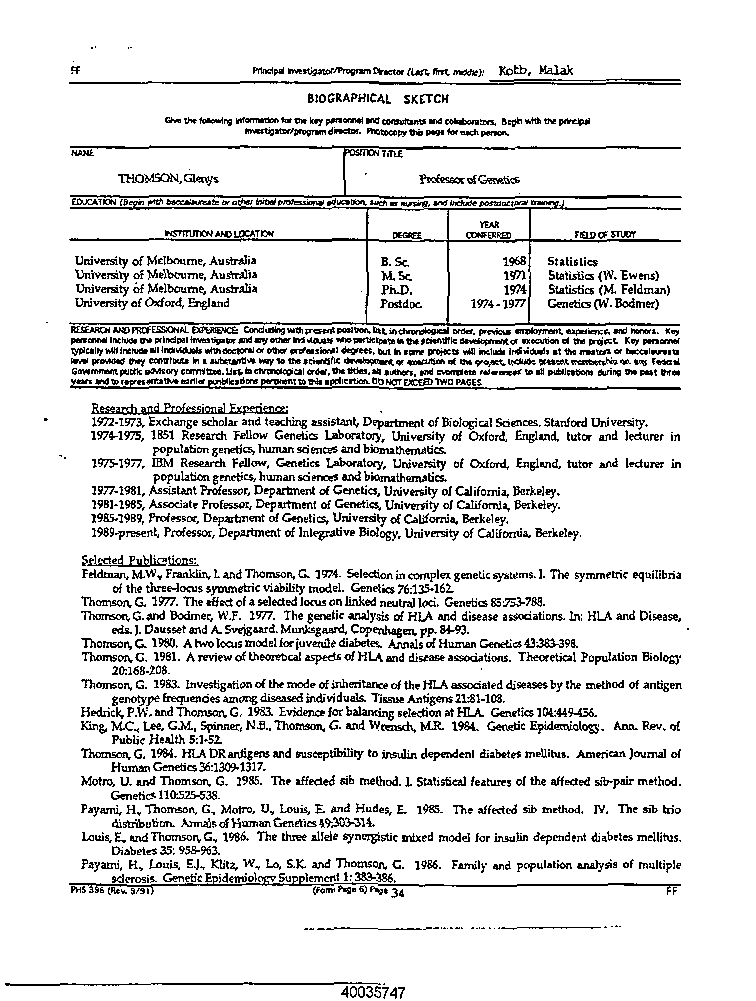 FF Principal Investigator/Program Director (Last, first, middle): Kotb, Malak
BIOGRAPHICAL SKETCH
Give the following information for the key personnel and consultants and collaborators. Begin with the principal
investigator/program director. Photocopy this page for each person.
NAME POSITION TITLE
THOMSON, Glenys Professor of Genetics
EDUCATION (Begin with baccalaureate or other initial professional education, such as nursing, and include postdoctoral training.)
INSTITUTION AND LOCATION DEGREE YEAR CONFERRED FIELD OF STUDY
University of Melbourne, Australia B. Sc. 1968 Statistics
University of Melbourne, Australia M. Sc. 1971 Statistics (W. Ewens)
University of Melbourne, Australia Ph.D. 1974 Statistics (M. Feldman)
University of Oxford, England Postdoc. 1974 - 1977 Genetics (W. Bodmer)
RESEARCH AND PROFESSIONAL EXPERIENCE: Concluding with present position, list, in chronological order, previous employment, experience, and honors. Key
personnel include the principal investigator and any other individuals who participate in the scientific development or execution of the project. Key personnel
typically will include all individuals with doctoral or other professional degrees, but in some projects will include individuals at the masters or baccalaureate
level provided they contribute in a substantive way to the scientific development or execution of the project. Include present membership on any Federal
Government public advisory committee. List, in chronological order, the titles, all authors, and complete references to all publications during the past three
years and to representative earlier publications pertinent to this application. DO NOT EXCEED TWO PAGES.
Research and Professional Experience:
1972-1973, Exchange scholar and teaching assistant, Department of Biological Sciences, Stanford University.
1974-1975, 1851 Research Fellow Genetics Laboratory, University of Oxford, England, tutor and lecturer in
population genetics, human sciences and biomathematics.
1975-1977, IBM Research Fellow, Genetics Laboratory, University of Oxford, England, tutor and lecturer in
population genetics, human sciences and biomathematics.
1977-1981, Assistant Professor, Department of Genetics, University of California, Berkeley.
1981-1985, Associate Professor, Department of Genetics, University of California, Berkeley.
1985-1989, Professor, Department of Genetics, University of California, Berkeley.
1989-present, Professor, Department of Integrative Biology, University of California, Berkeley.
Selected Publications:
Feldman, M.W., Franklin, I. and Thomson, G. 1974. Selection in complex genetic systems. I. The symmetric equilibria
of the three-locus symmetric viability model. Genetics 76:135-162.
Thomson, G. 1977. The effect of a selected locus on linked neutral loci. Genetics 85:753-788.
Thomson, G. and Bodmer, W.F. 1977. The genetic analysis of HLA and disease associations. In: HLA and Disease,
eds. J. Dausset and A. Svejgaard. Munksgaard, Copenhagen, pp. 84-93.
Thomson, G. 1980. A two locus model for juvenile diabetes. Annals of Human Genetics 43:383-398.
Thomson, G. 1981. A review of theoretical aspects of HLA and disease associations. Theoretical Population Biology
20:168-208.
Thomson, G. 1983. Investigation of the mode of inheritance of the HLA associated diseases by the method of antigen
genotype frequencies among diseased individuals. Tissue Antigens 21:81-108.
Hedrick, P.W. and Thomson, G. 1983. Evidence for balancing selection at HLA. Genetics 104:449-456.
King, M.C., Lee, G.M., Spinner, N.B., Thomson, G. and Wrensch, M.R. 1984. Genetic Epidemiology. Ann. Rev. of
Public Health 5:1-52.
Thomson, G. 1984. HLA DR antigens and susceptibility to insulin dependent diabetes mellitus. American Journal of
Human Genetics 36:1309-1317.
Motro, U. and Thomson, G. 1985. The affected sib method. I. Statistical features of the affected sib-pair method.
Genetics 110:525-538.
Payami, H., Thomson, G., Motro, U., Louis, E. and Hudes, E. 1985. The affected sib method. IV. The sib trio
distribution. Annals of Human Genetics 49:303-314.
Louis, E., and Thomson, G., 1986. The three allele synergistic mixed model for insulin dependent diabetes mellitus.
Diabetes 35: 958-963.
Payami, H., Louis, E.J., Klitz, W., Lo, S.K. and Thomson, G. 1986. Family and population analysis of multiple
sclerosis. Genetic Epidemiology Supplement 1: 383-386.
PHS 398 (Rev. 9/91) (Form Page 6) Page 34 FF
40035747